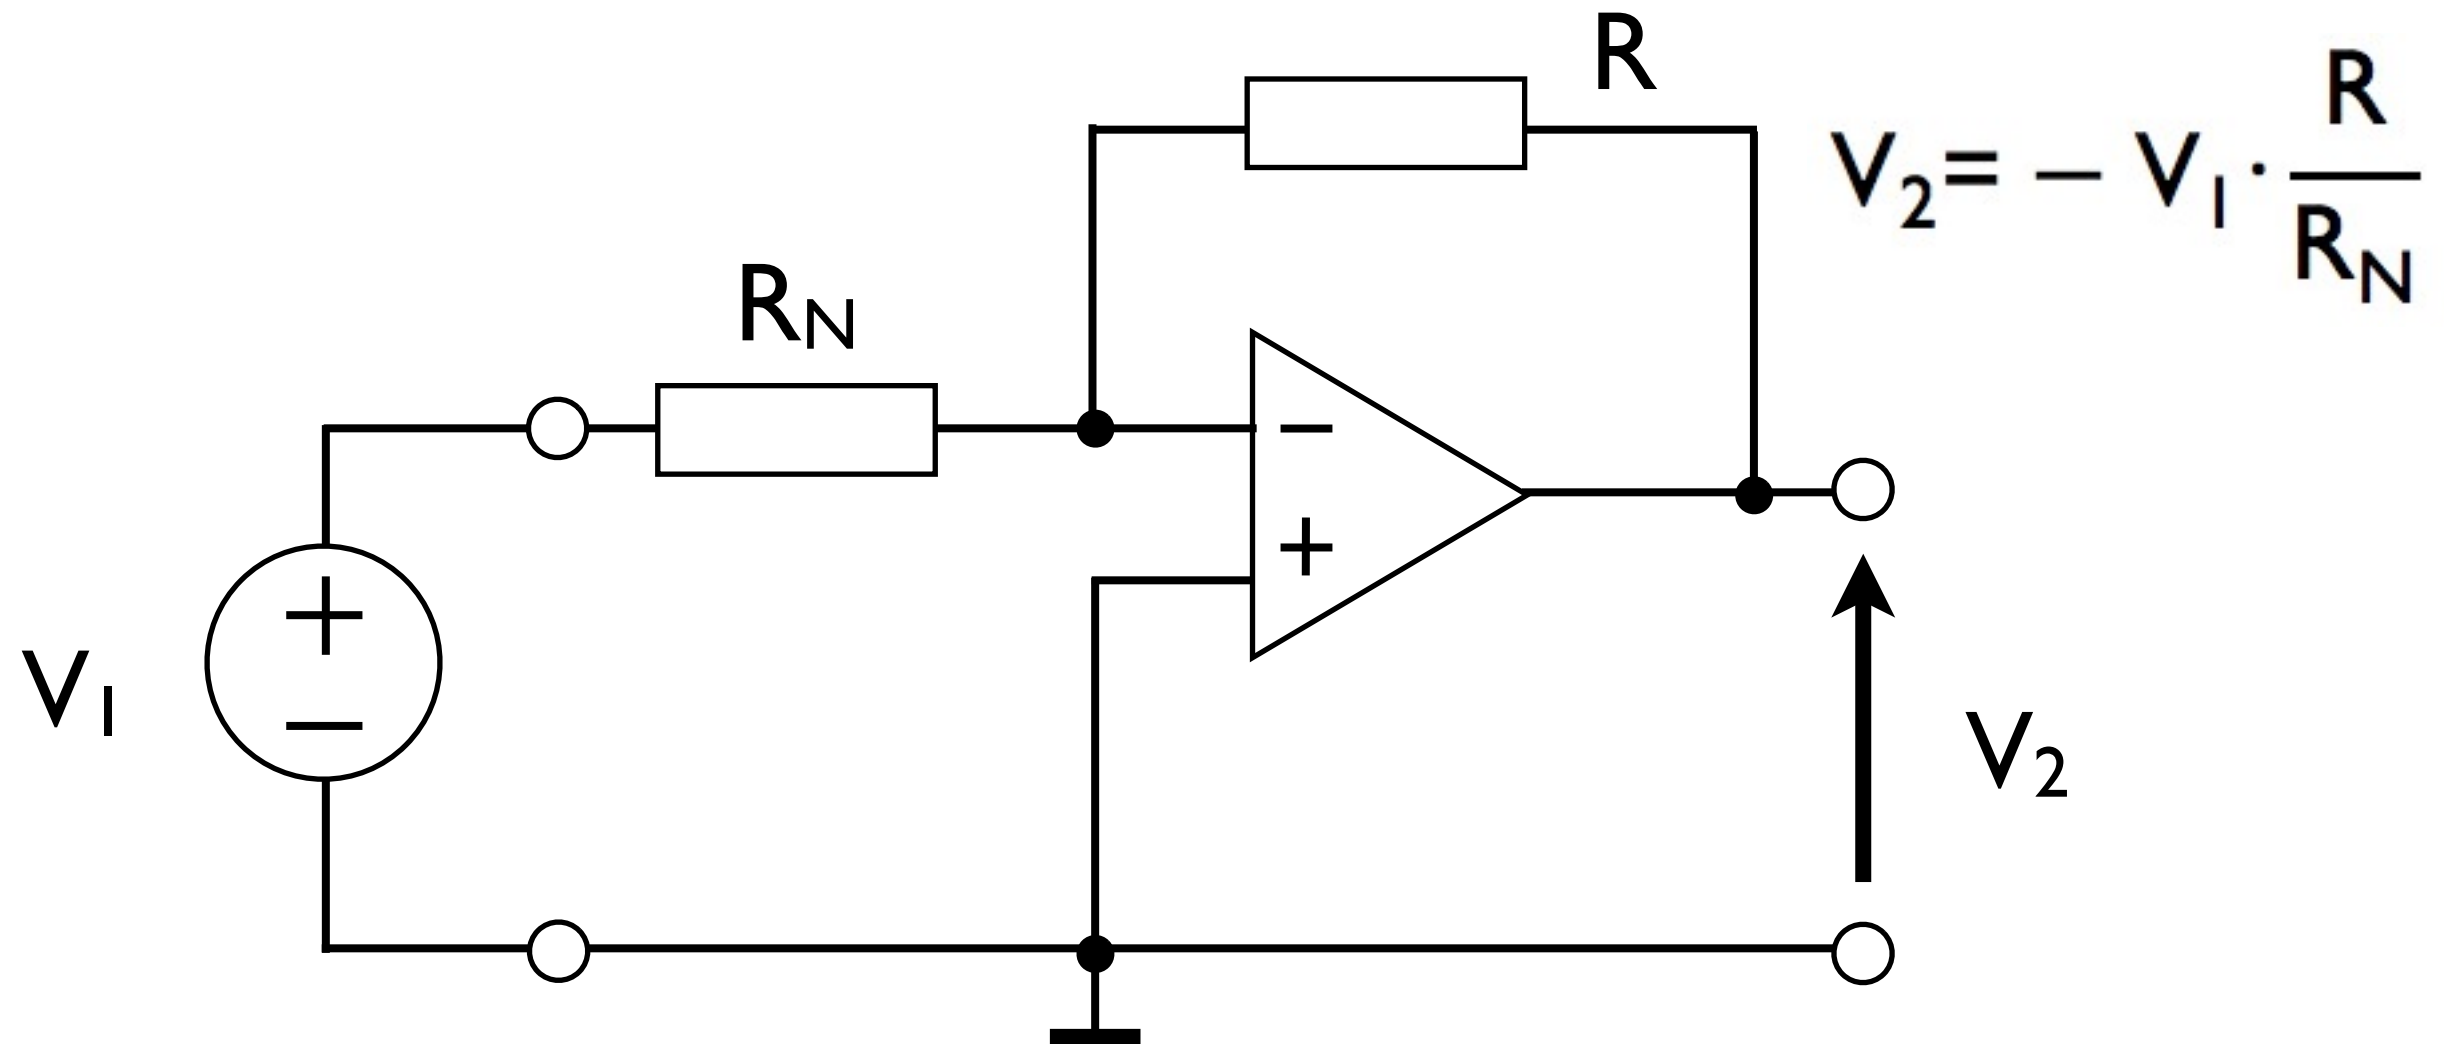 R
V₂ = – V₁ · R / R_N
R_N
–
+
+
–
V₁
V₂